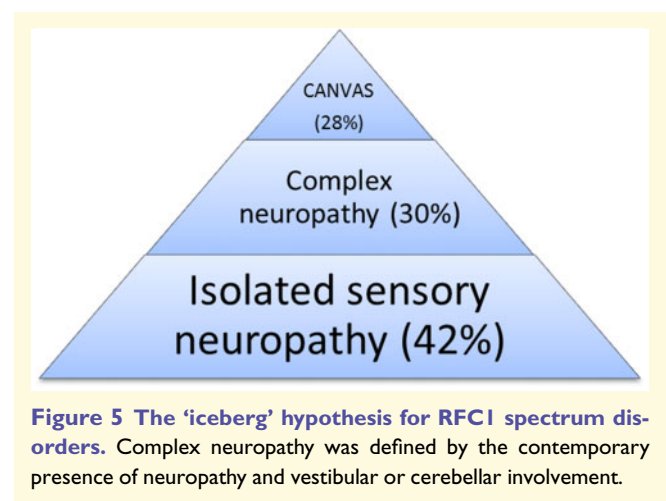 CANVAS
(28%)
Complex
neuropathy (30%)
Isolated sensory
neuropathy (42%)
Figure 5 The ‘iceberg’ hypothesis for RFC1 spectrum dis-
orders. Complex neuropathy was defined by the contemporary
presence of neuropathy and vestibular or cerebellar involvement.